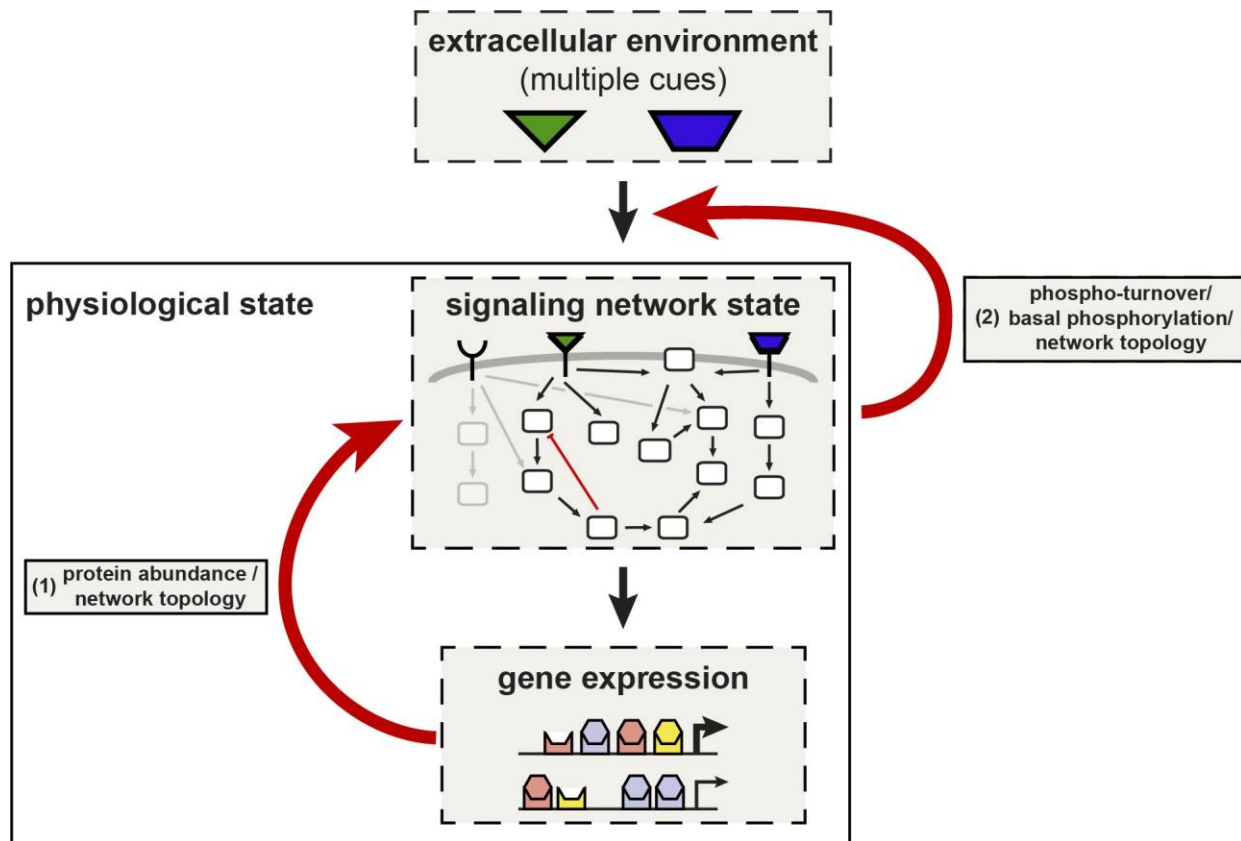 extracellular environment
(multiple cues)
physiological state
signaling network state
(2) phospho-turnover/
basal phosphorylation/
network topology
(1) protein abundance /
network topology
gene expression